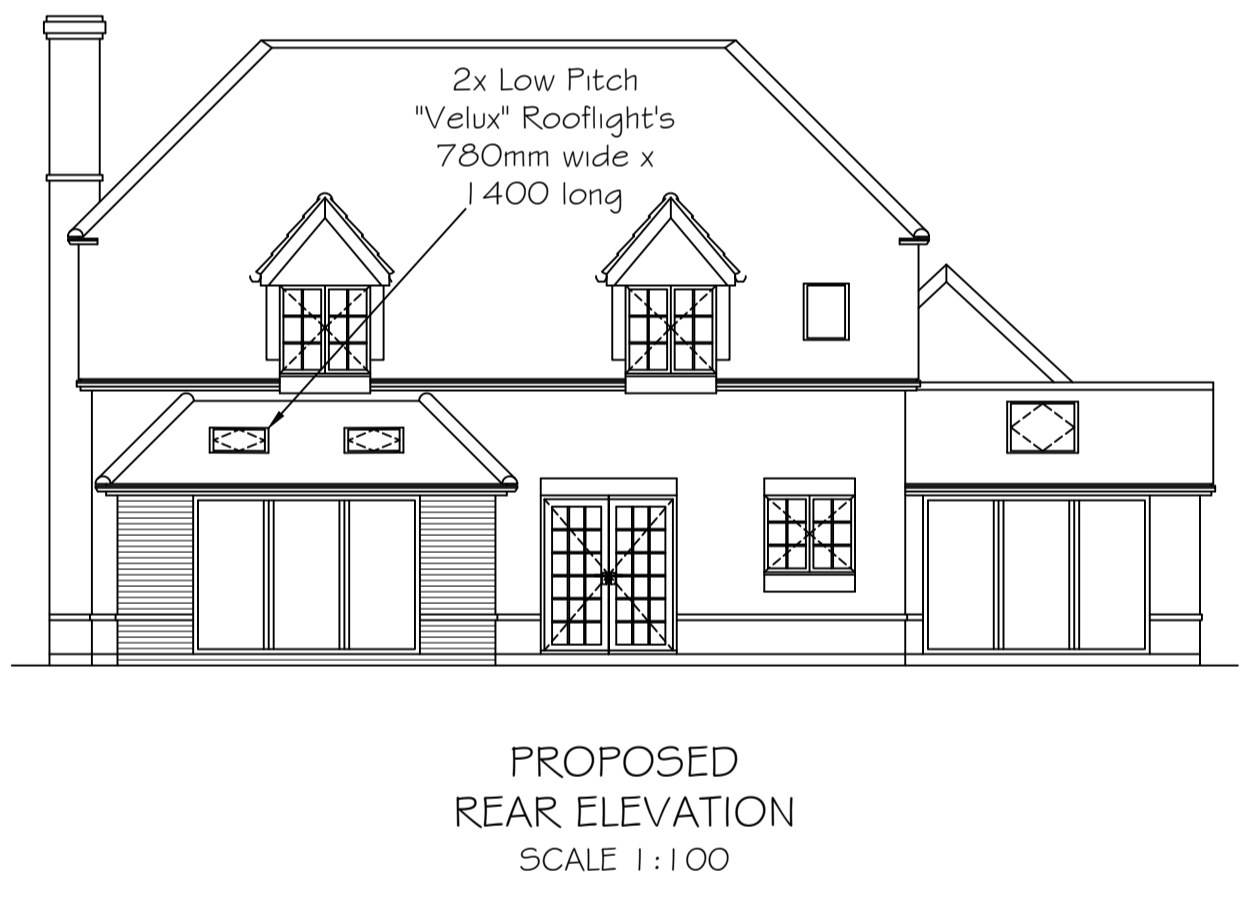 2x Low Pitch
"Velux" Rooflight's
780mm wide x
1400 long
PROPOSED
REAR ELEVATION
SCALE 1:100